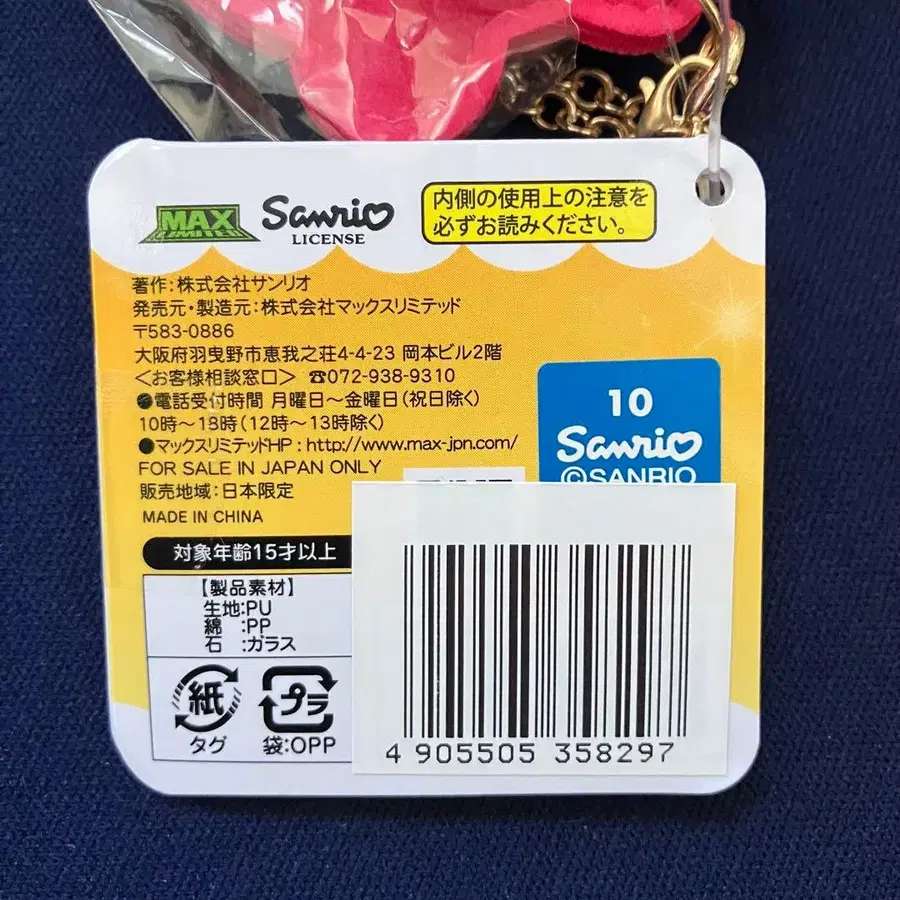 MAX
LIMITED
Sanrio
LICENSE
内側の使用上の注意を
必ずお読みください。
著作:株式会社サンリオ
発売元・製造元:株式会社マックスリミテッド
〒583-0886
大阪府羽曳野市恵我之荘4-4-23 岡本ビル2階
<お客様相談窓口> ☎072-938-9310
●電話受付時間 月曜日~金曜日(祝日除く)
10時~18時(12時~13時除く)
●マックスリミテッドHP:http://www.max-jpn.com/
FOR SALE IN JAPAN ONLY
販売地域:日本限定
MADE IN CHINA
対象年齢15才以上
【製品素材】
生地:PU
綿 :PP
石 :ガラス
紙
タグ
プラ
袋:OPP
10
Sanrio
©SANRIO
4 905505 358297